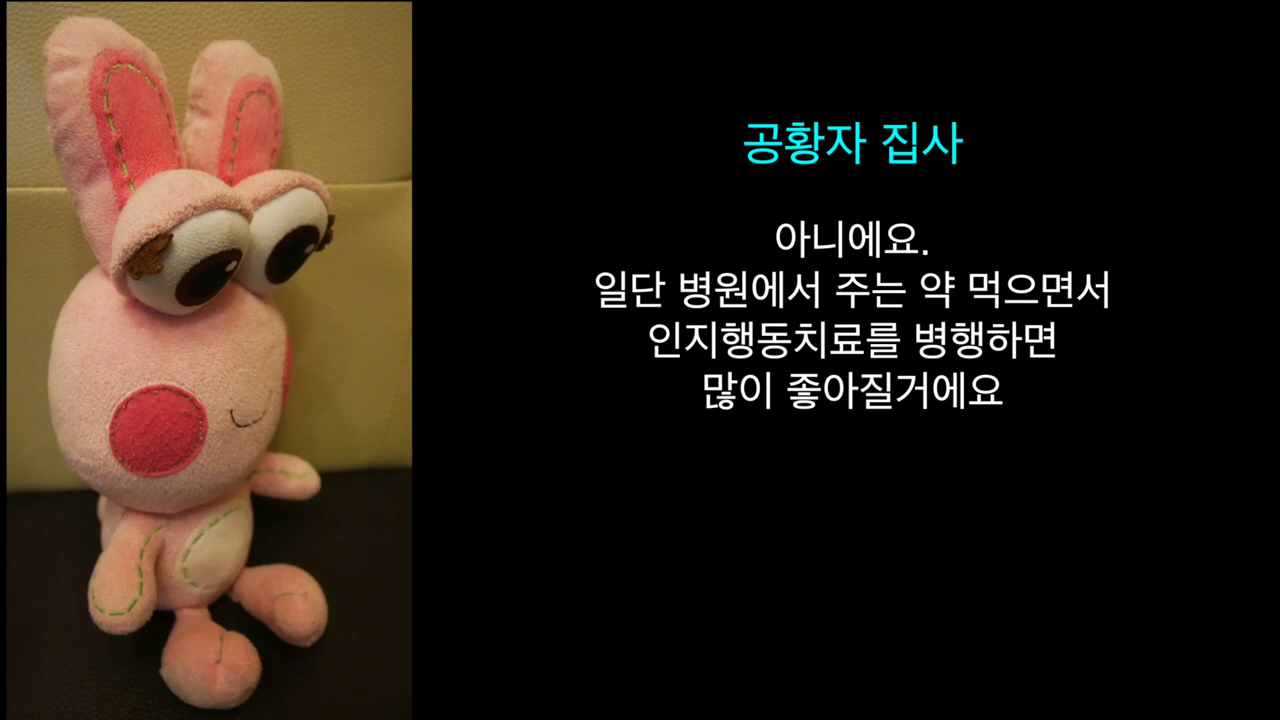 공황자 집사
아니에요.
일단 병원에서 주는 약 먹으면서
인지행동치료를 병행하면
많이 좋아질거에요